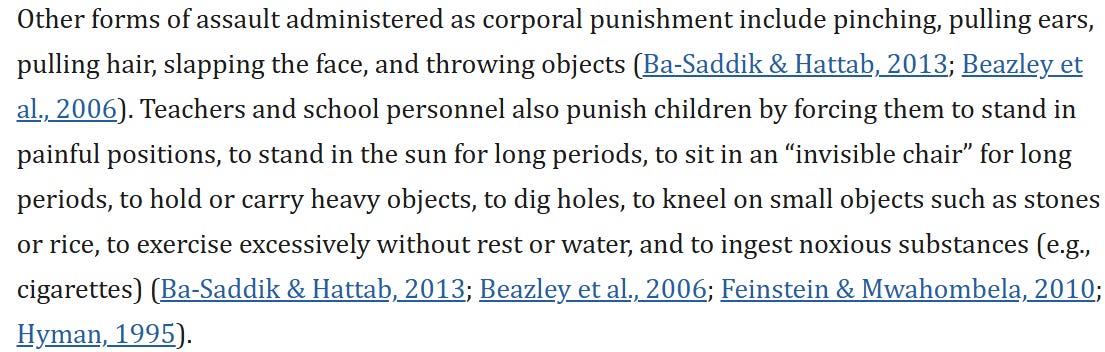 Other forms of assault administered as corporal punishment include pinching, pulling ears,
pulling hair, slapping the face, and throwing objects (Ba-Saddik & Hattab, 2013; Beazley et
al., 2006). Teachers and school personnel also punish children by forcing them to stand in
painful positions, to stand in the sun for long periods, to sit in an “invisible chair” for long
periods, to hold or carry heavy objects, to dig holes, to kneel on small objects such as stones
or rice, to exercise excessively without rest or water, and to ingest noxious substances (e.g.,
cigarettes) (Ba-Saddik & Hattab, 2013; Beazley et al., 2006; Feinstein & Mwahombela, 2010;
Hyman, 1995).